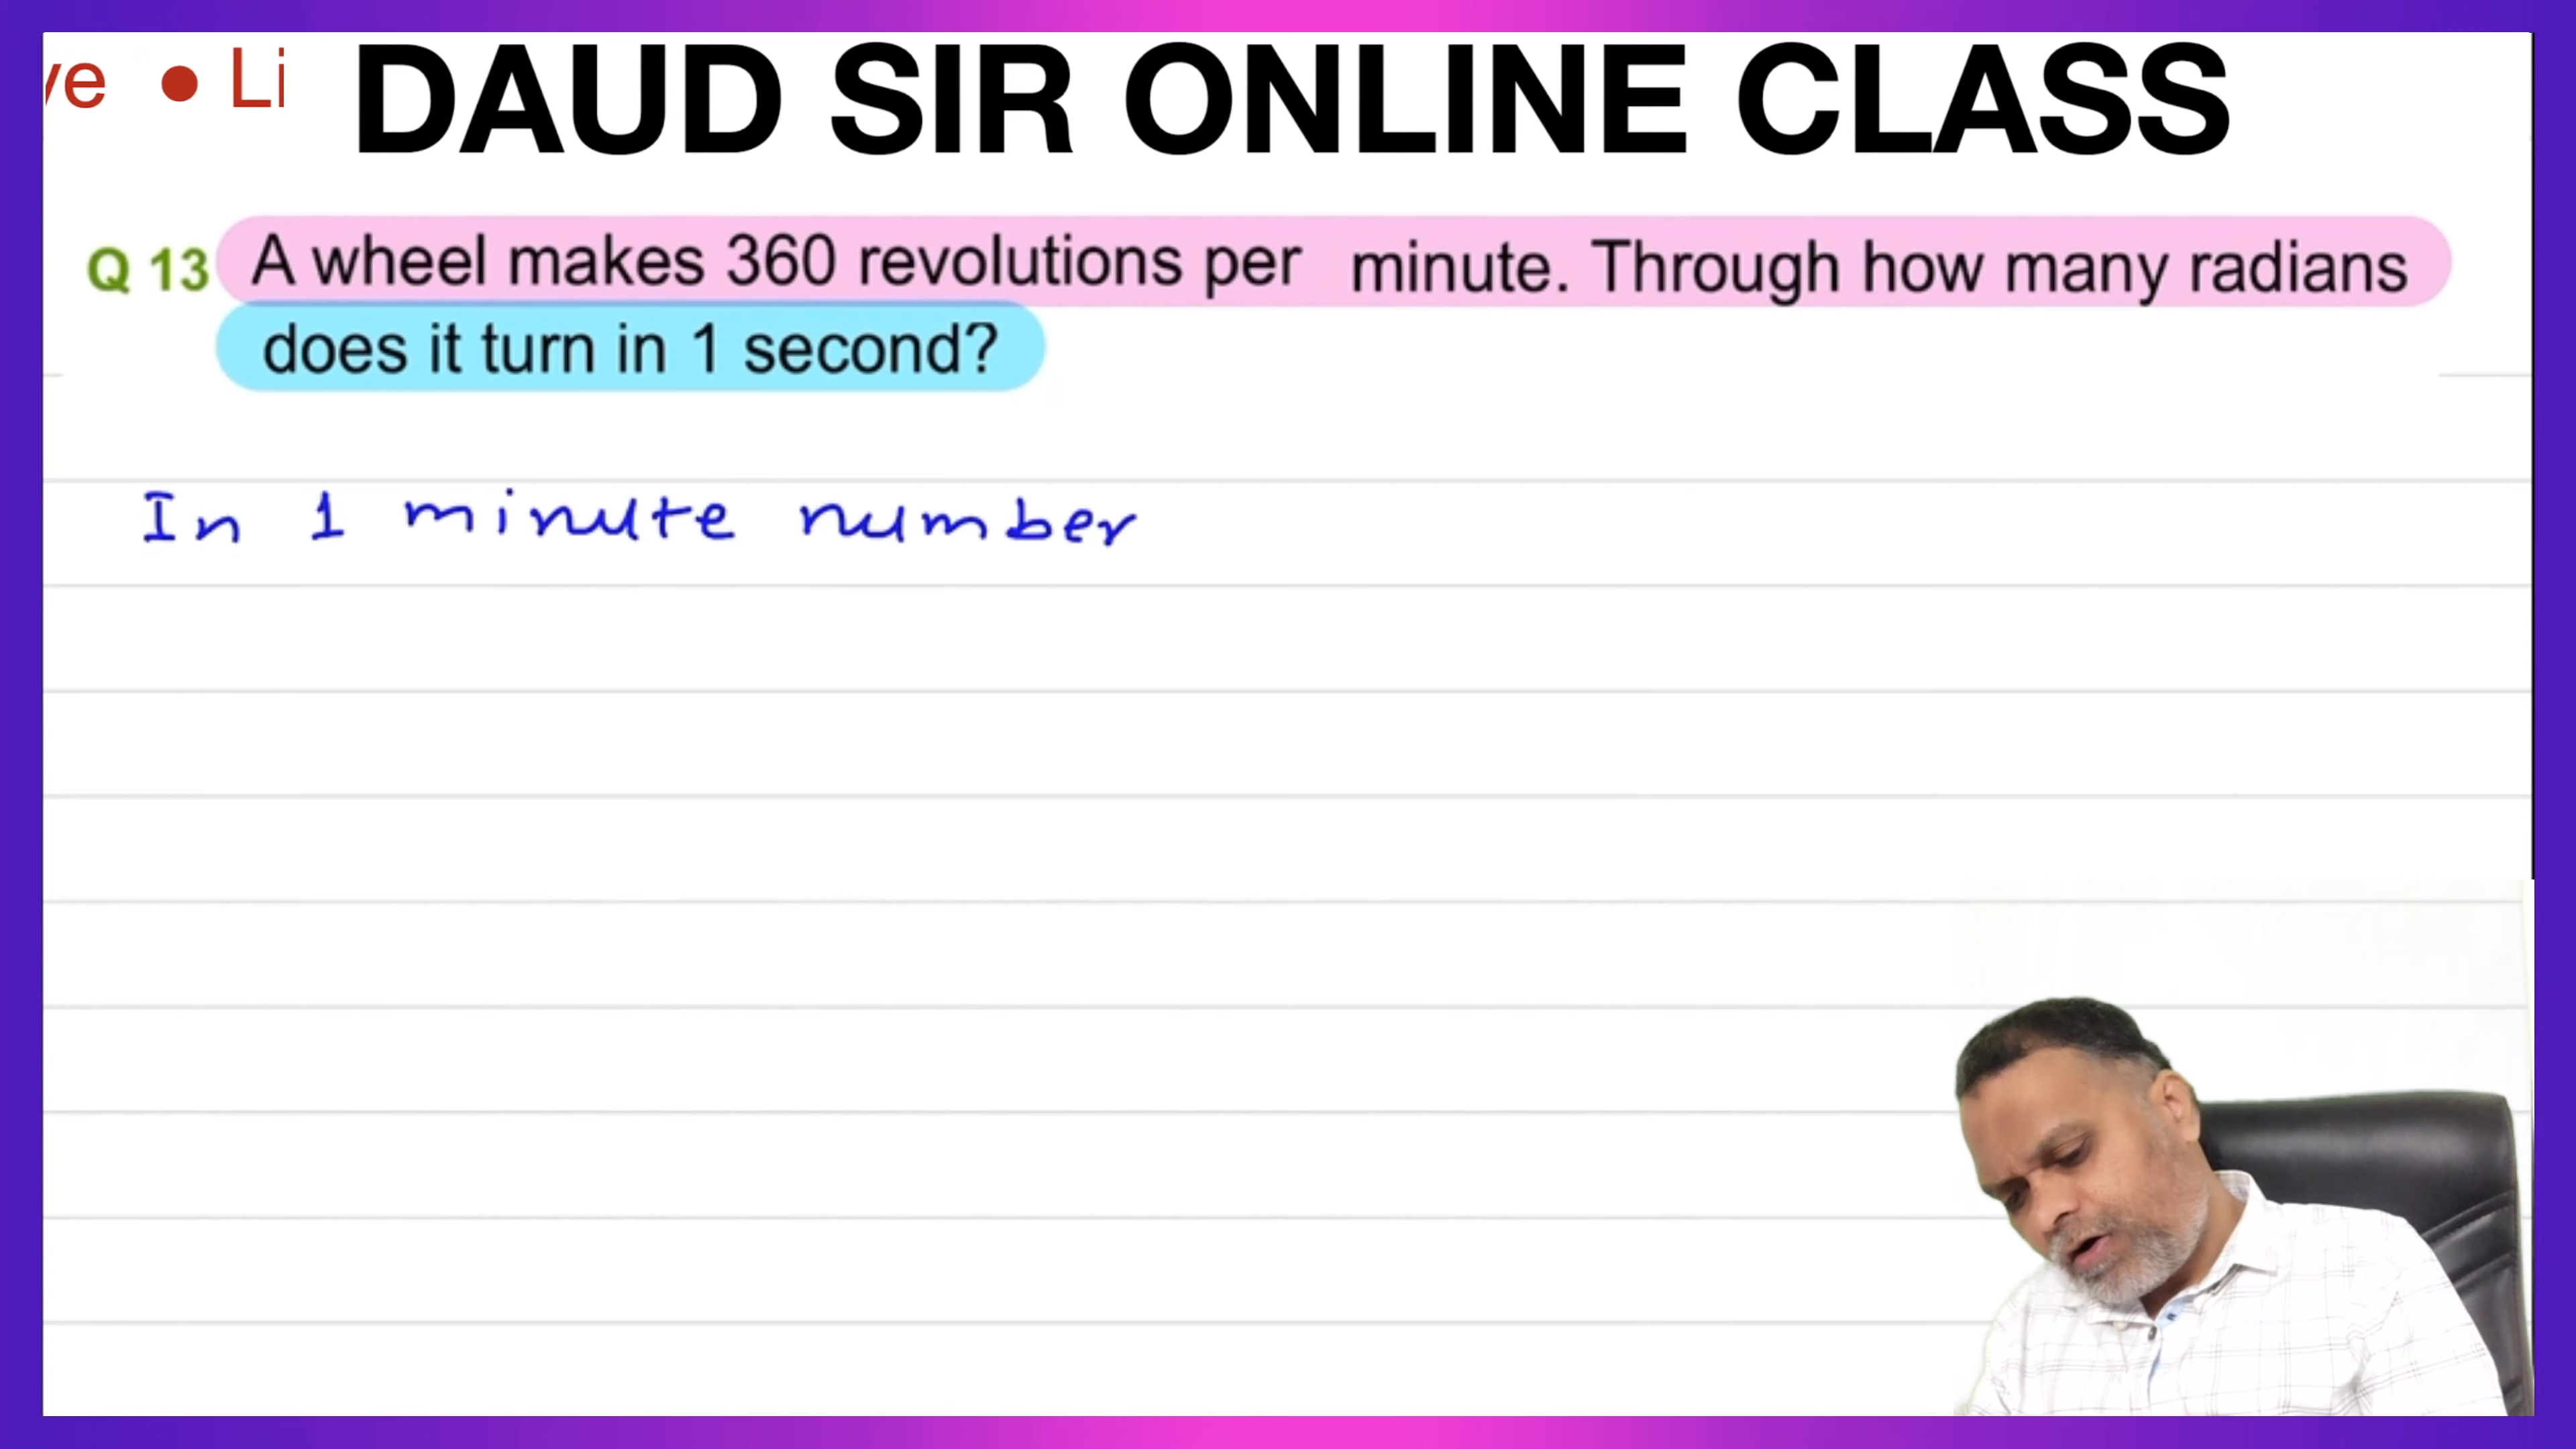 ve ● Li DAUD SIR ONLINE CLASS
Q 13 A wheel makes 360 revolutions per minute. Through how many radians
does it turn in 1 second?
In 1 minute number